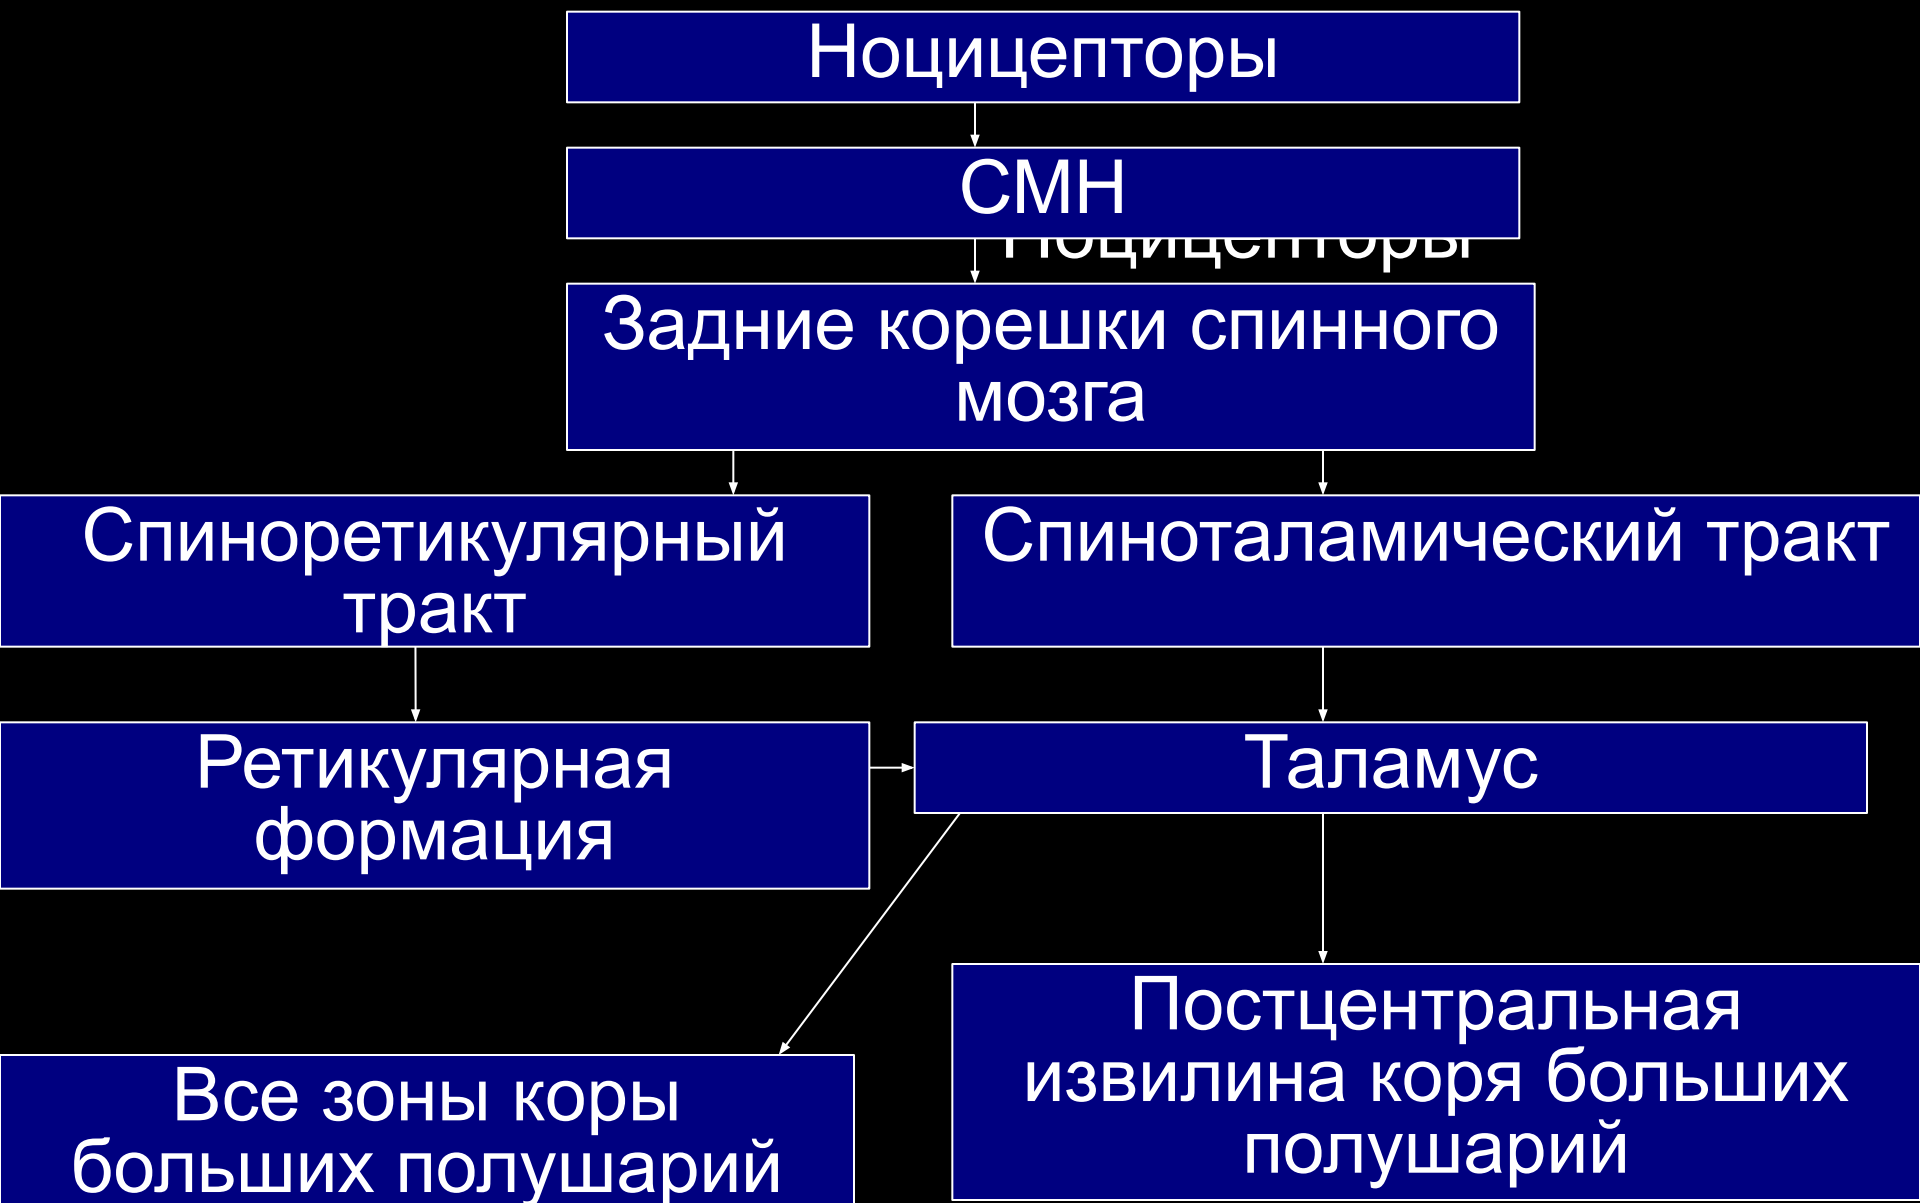 Ноцицепторы
СМН
Ноцицепторы
Задние корешки спинного
мозга
Спиноретикулярный
тракт
Спиноталамический тракт
Ретикулярная
формация
Таламус
Постцентральная
извилина коря больших
полушарий
Все зоны коры
больших полушарий